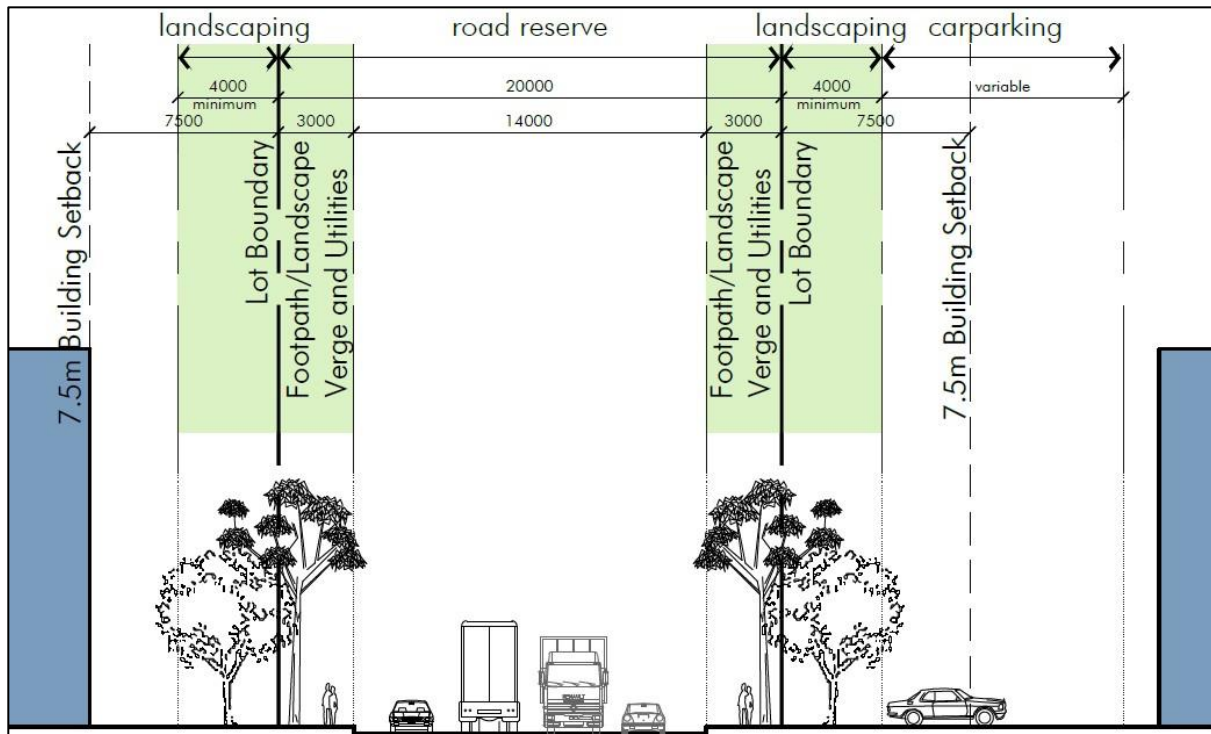 landscaping road reserve landscaping carparking
4000 20000 4000 variable
minimum minimum
7500 3000 14000 3000 7500
7.5m Building Setback
Lot Boundary
Footpath/Landscape
Verge and Utilities
Footpath/Landscape
Verge and Utilities
Lot Boundary
7.5m Building Setback
RENAULT